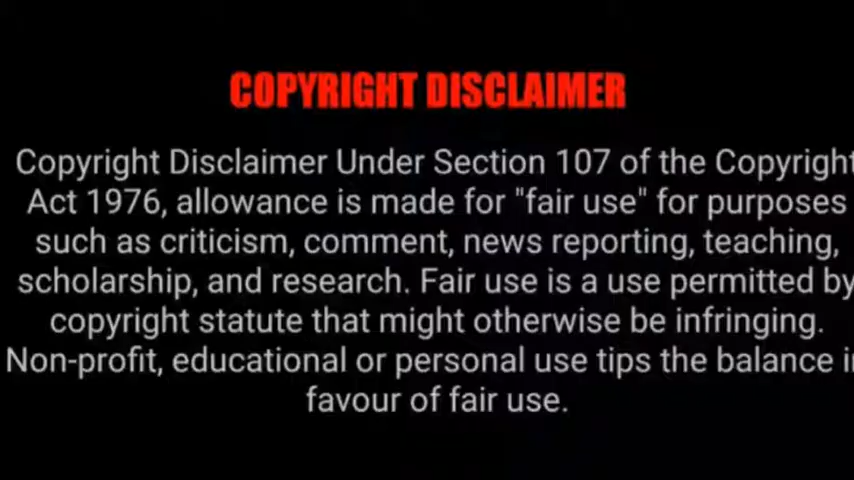 COPYRIGHT DISCLAIMER
Copyright Disclaimer Under Section 107 of the Copyright
Act 1976, allowance is made for "fair use" for purposes
such as criticism, comment, news reporting, teaching,
scholarship, and research. Fair use is a use permitted by
copyright statute that might otherwise be infringing.
Non-profit, educational or personal use tips the balance in
favour of fair use.